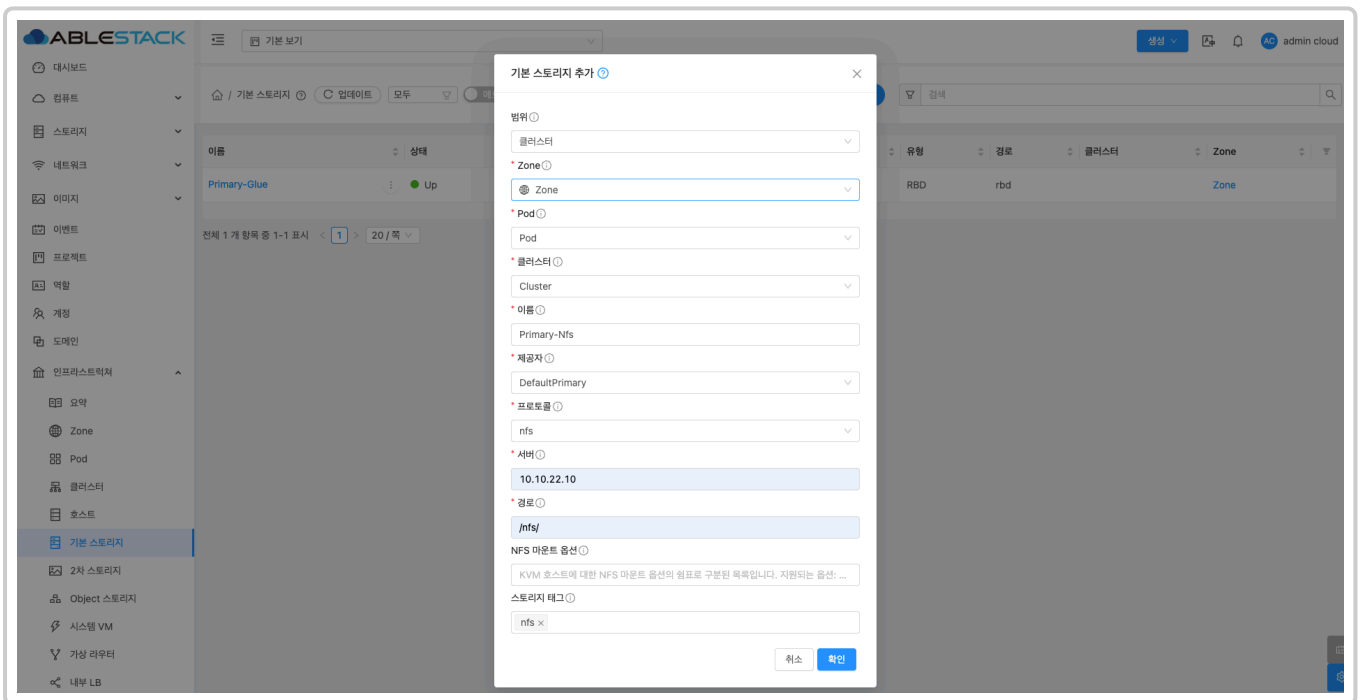 ABLESTACK
기본 보기
생성
AC admin cloud
대시보드
컴퓨트
스토리지
네트워크
이미지
이벤트
프로젝트
역할
계정
도메인
인프라스트럭쳐
요약
Zone
Pod
클러스터
호스트
기본 스토리지
2차 스토리지
Object 스토리지
시스템 VM
가상 라우터
내부 LB
/ 기본 스토리지 업데이트 모두
검색
이름 상태 유형 경로 클러스터 Zone
Primary-Glue Up RBD rbd Zone
전체 1 개 항목 중 1-1 표시 < 1 > 20 / 쪽
기본 스토리지 추가
범위
클러스터
* Zone
Zone
* Pod
Pod
* 클러스터
Cluster
* 이름
Primary-Nfs
* 제공자
DefaultPrimary
* 프로토콜
nfs
* 서버
10.10.22.10
* 경로
/nfs/
NFS 마운트 옵션
KVM 호스트에 대한 NFS 마운트 옵션의 쉼표로 구분된 목록입니다. 지원되는 옵션: ...
스토리지 태그
nfs ×
취소 확인